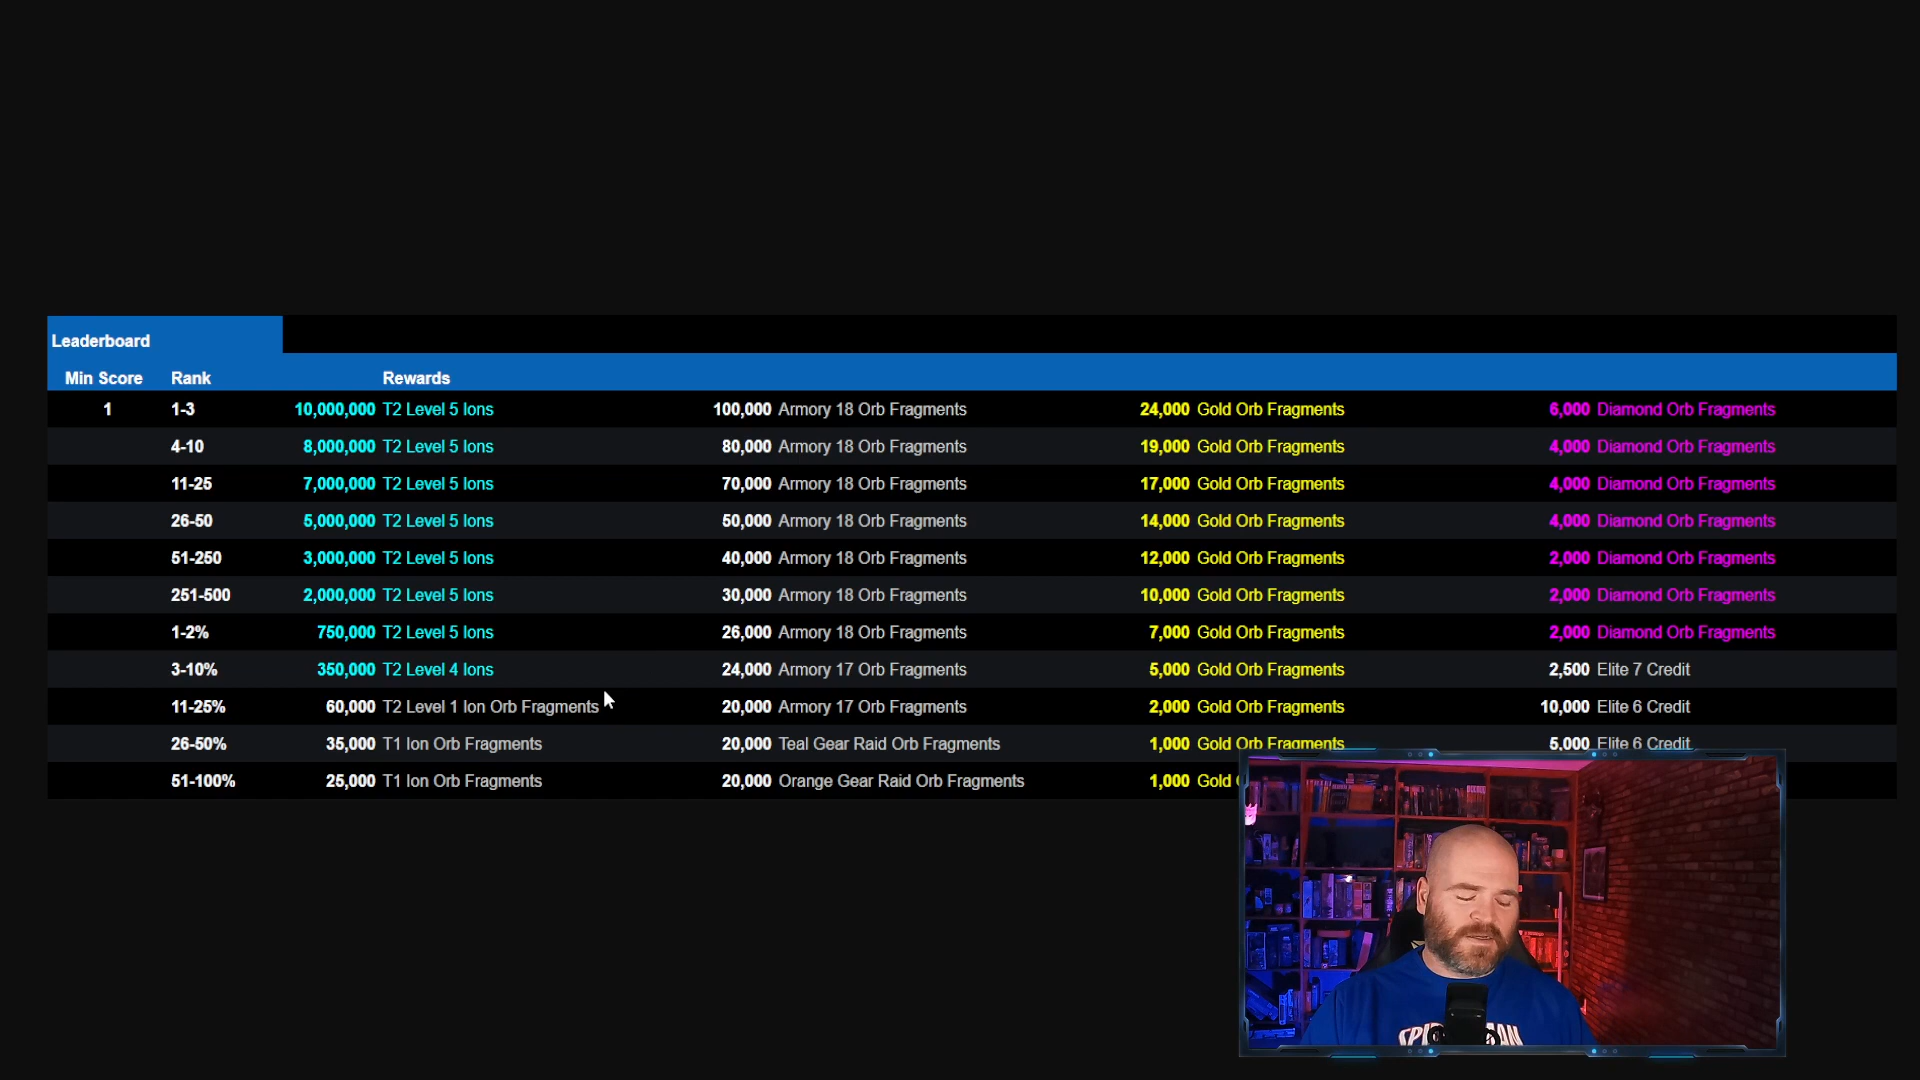 Leaderboard
Min Score Rank Rewards
1 1-3 10,000,000 T2 Level 5 Ions 100,000 Armory 18 Orb Fragments 24,000 Gold Orb Fragments 6,000 Diamond Orb Fragments
4-10 8,000,000 T2 Level 5 Ions 80,000 Armory 18 Orb Fragments 19,000 Gold Orb Fragments 4,000 Diamond Orb Fragments
11-25 7,000,000 T2 Level 5 Ions 70,000 Armory 18 Orb Fragments 17,000 Gold Orb Fragments 4,000 Diamond Orb Fragments
26-50 5,000,000 T2 Level 5 Ions 50,000 Armory 18 Orb Fragments 14,000 Gold Orb Fragments 4,000 Diamond Orb Fragments
51-250 3,000,000 T2 Level 5 Ions 40,000 Armory 18 Orb Fragments 12,000 Gold Orb Fragments 2,000 Diamond Orb Fragments
251-500 2,000,000 T2 Level 5 Ions 30,000 Armory 18 Orb Fragments 10,000 Gold Orb Fragments 2,000 Diamond Orb Fragments
1-2% 750,000 T2 Level 5 Ions 26,000 Armory 18 Orb Fragments 7,000 Gold Orb Fragments 2,000 Diamond Orb Fragments
3-10% 350,000 T2 Level 4 Ions 24,000 Armory 17 Orb Fragments 5,000 Gold Orb Fragments 2,500 Elite 7 Credit
11-25% 60,000 T2 Level 1 Ion Orb Fragments 20,000 Armory 17 Orb Fragments 2,000 Gold Orb Fragments 10,000 Elite 6 Credit
26-50% 35,000 T1 Ion Orb Fragments 20,000 Teal Gear Raid Orb Fragments 1,000 Gold Orb Fragments 5,000 Elite 6 Credit
51-100% 25,000 T1 Ion Orb Fragments 20,000 Orange Gear Raid Orb Fragments 1,000 Gold